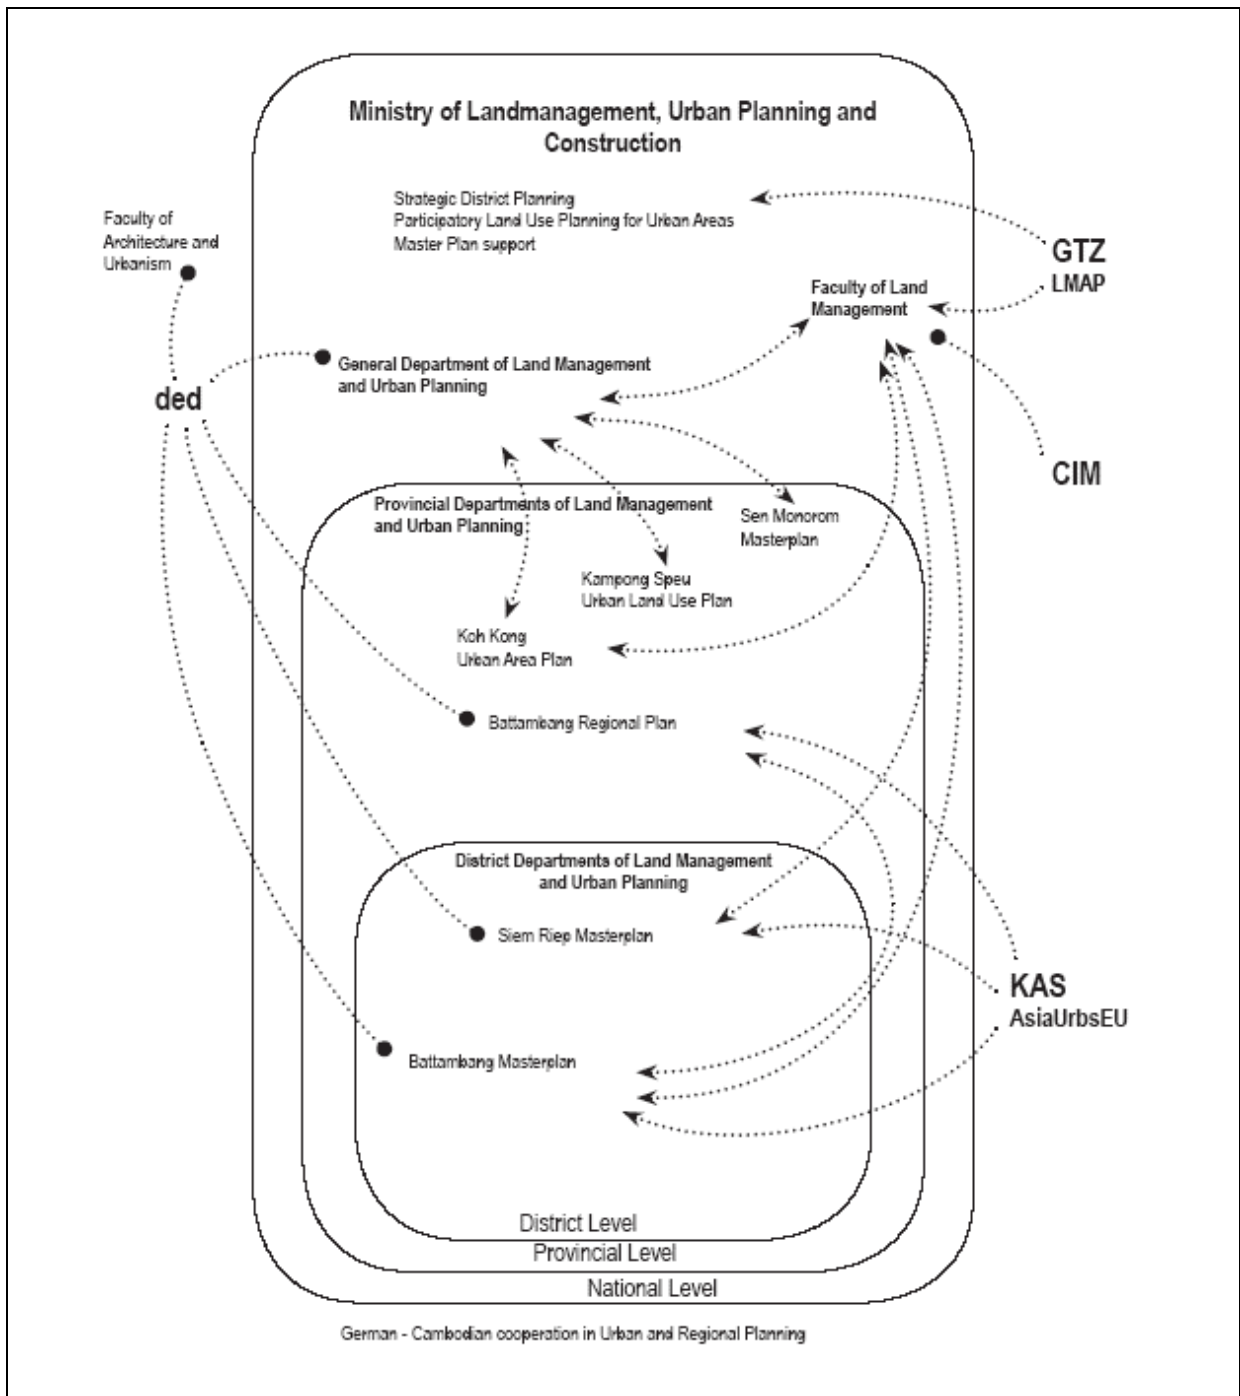 Ministry of Landmanagement, Urban Planning and
Construction
Strategic District Planning
Participatory Land Use Planning for Urban Areas
Master Plan support
Faculty of
Architecture and
Urbanism
GTZ
LMAP
Faculty of Land
Management
General Department of Land Management
and Urban Planning
ded
CIM
Provincial Departments of Land Management
and Urban Planning
Sen Monorom
Masterplan
Kampong Speu
Urban Land Use Plan
Koh Kong
Urban Area Plan
Battambang Regional Plan
District Departments of Land Management
and Urban Planning
Siem Riep Masterplan
KAS
AsiaUrbsEU
Battambang Masterplan
District Level
Provincial Level
National Level
German - Cambodian cooperation in Urban and Regional Planning